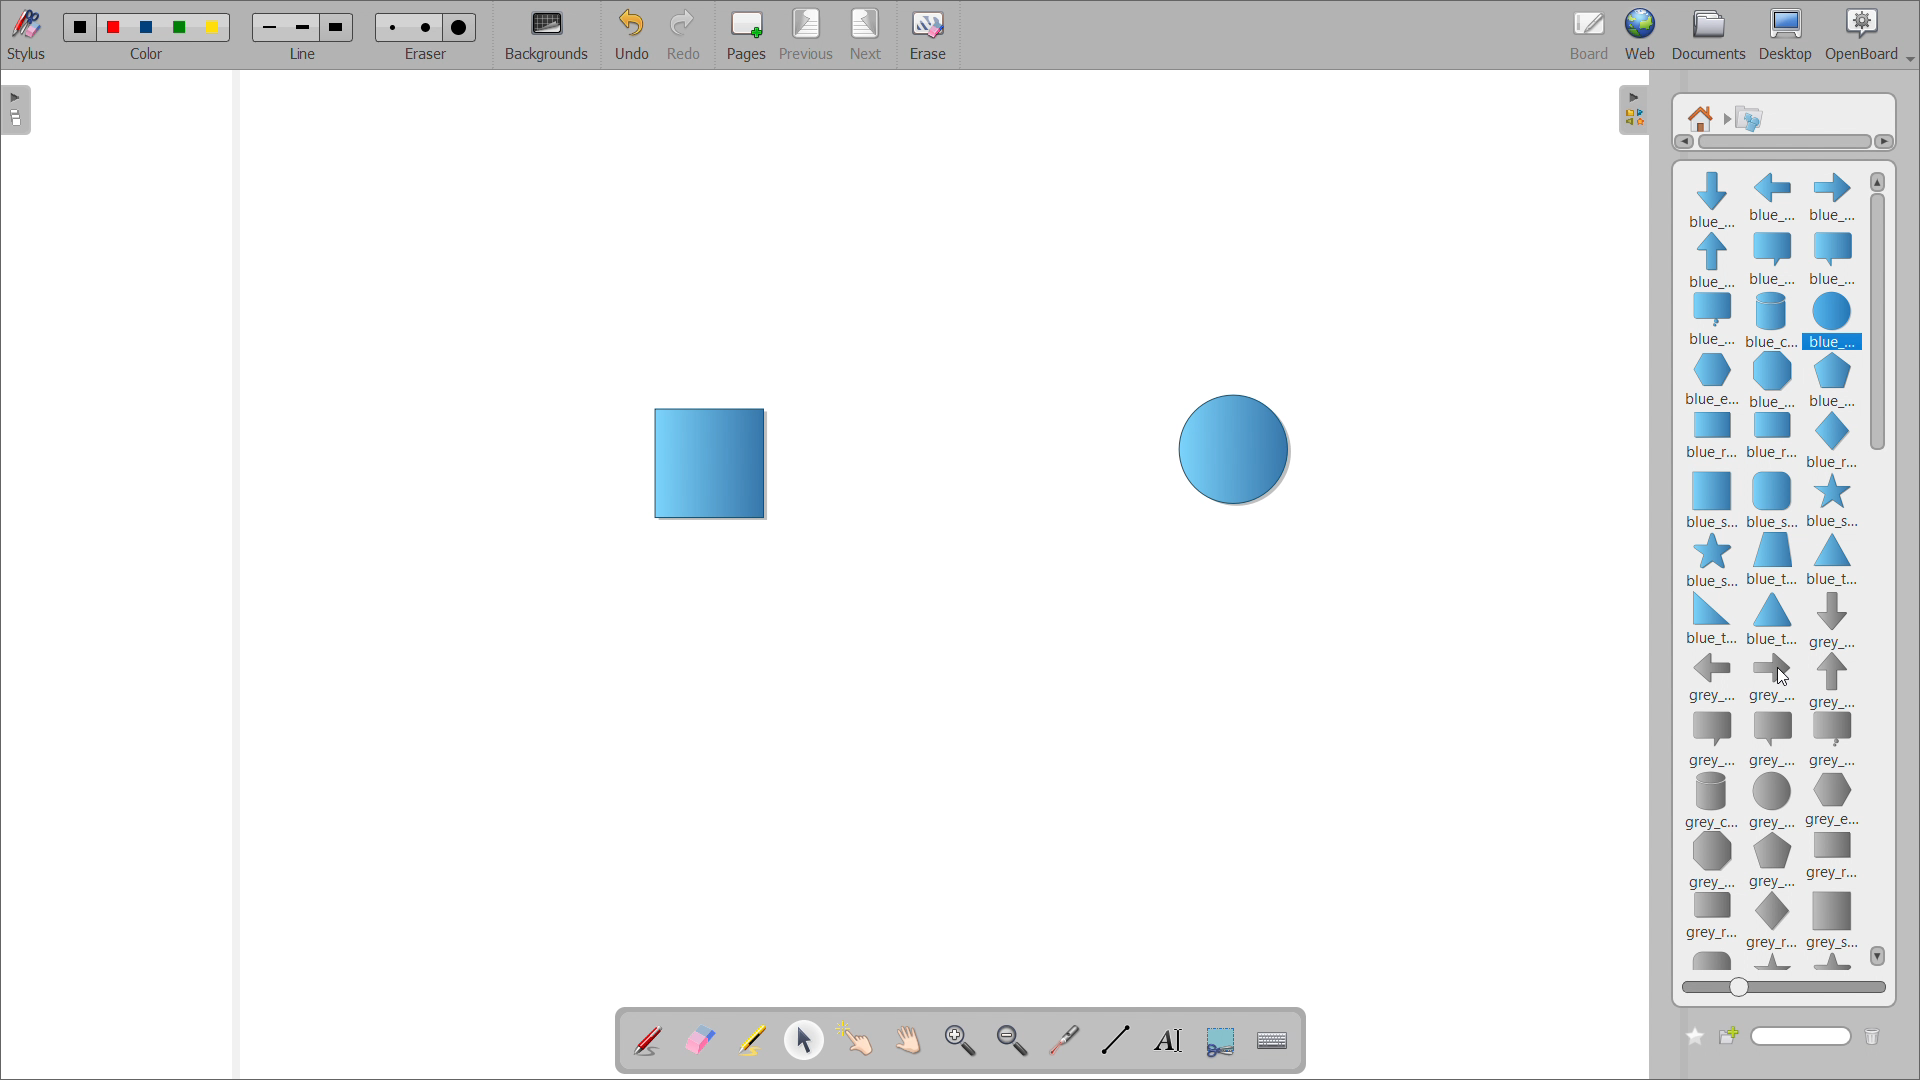 Stylus
Color
Line
Eraser
Backgrounds
Undo
Redo
Pages
Previous
Next
Erase
Board
Web
Documents
Desktop
OpenBoard
blue_... blue_... blue_...
blue_... blue_... blue_...
blue_... blue_c... blue_...
blue_e... blue_... blue_...
blue_r... blue_r... blue_r...
blue_s... blue_s... blue_s...
blue_s... blue_t... blue_t...
blue_t... blue_t... grey_...
grey_... grey_... grey_...
grey_... grey_... grey_...
grey_c... grey_... grey_e...
grey_... grey_... grey_r...
grey_r... grey_r... grey_s...
AI